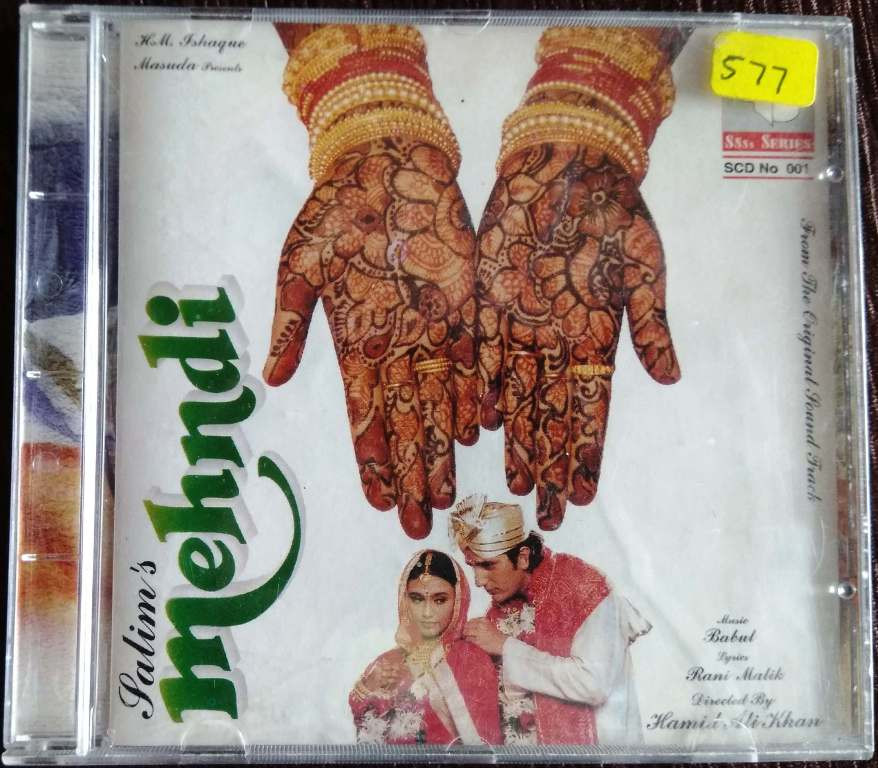 H.M. Ishaque
Masuda Presents
577
SSss SERIES
SCD No 001
From The Original Sound Track
Salim's
mehndi
Music
Babul
Lyrics
Rani Malik
Directed By
Hamid Ali Khan